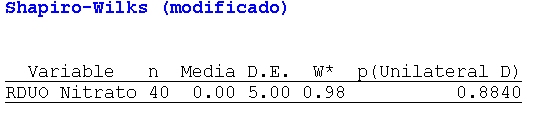 Shapiro-Wilks (modificado)
Variable n Media D.E. W* p(Unilateral D)
RDUO Nitrato 40 0.00 5.00 0.98 0.8840